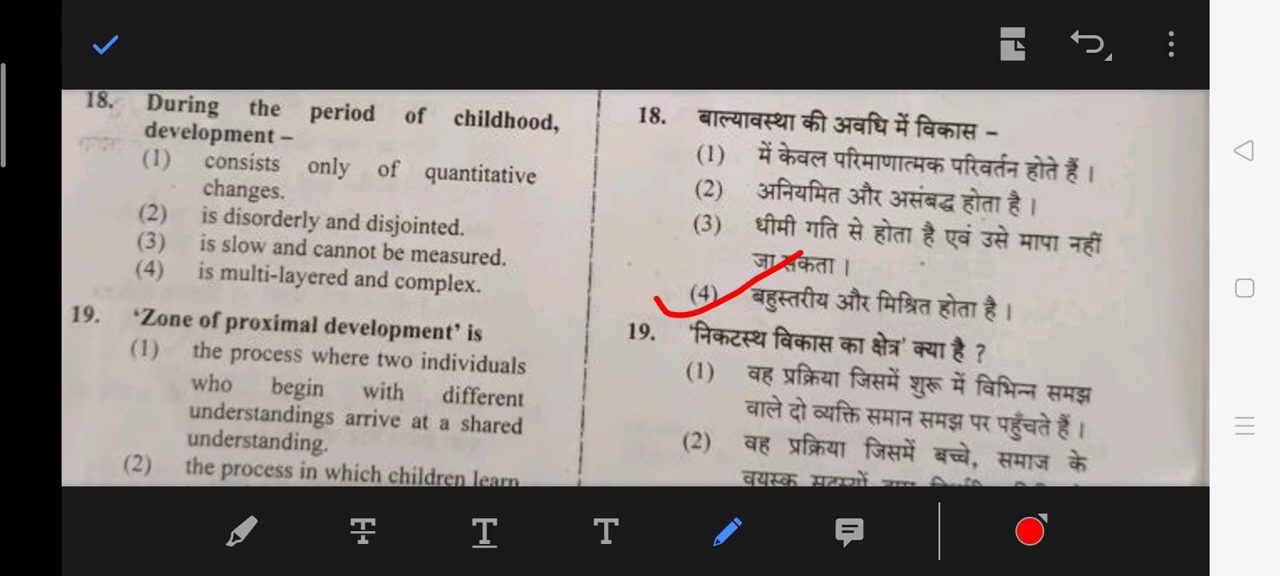 18. During the period of childhood,
development –
(1) consists only of quantitative
changes.
(2) is disorderly and disjointed.
(3) is slow and cannot be measured.
(4) is multi-layered and complex.
19. 'Zone of proximal development' is
(1) the process where two individuals
who begin with different
understandings arrive at a shared
understanding.
(2) the process in which children learn
18. बाल्यावस्था की अवधि में विकास –
(1) में केवल परिमाणात्मक परिवर्तन होते हैं ।
(2) अनियमित और असंबद्ध होता है ।
(3) धीमी गति से होता है एवं उसे मापा नहीं
जा सकता ।
(4) बहुस्तरीय और मिश्रित होता है ।
19. 'निकटस्थ विकास का क्षेत्र' क्या है ?
(1) वह प्रक्रिया जिसमें शुरू में विभिन्न समझ
वाले दो व्यक्ति समान समझ पर पहुँचते हैं ।
(2) वह प्रक्रिया जिसमें बच्चे, समाज के
वयस्क सदस्यों